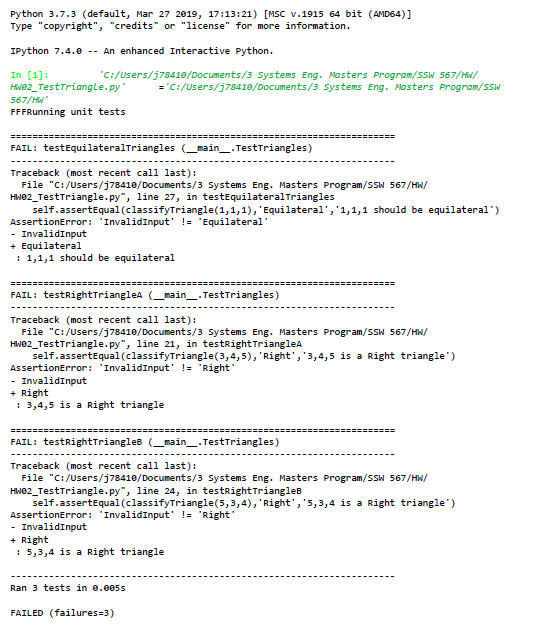 Python 3.7.3 (default, Mar 27 2019, 17:13:21) [MSC v.1915 64 bit (AMD64)]
Type "copyright", "credits" or "license" for more information.
IPython 7.4.0 -- An enhanced Interactive Python.
In [1]: 'C:/Users/j78410/Documents/3 Systems Eng. Masters Program/SSW 567/HW/
HW02_TestTriangle.py' ='C:/Users/j78410/Documents/3 Systems Eng. Masters Program/SSW
567/HW'
FFFRunning unit tests
======================================================================
FAIL: testEquilateralTriangles (__main__.TestTriangles)
----------------------------------------------------------------------
Traceback (most recent call last):
File "C:/Users/j78410/Documents/3 Systems Eng. Masters Program/SSW 567/HW/
HW02_TestTriangle.py", line 27, in testEquilateralTriangles
self.assertEqual(classifyTriangle(1,1,1),'Equilateral','1,1,1 should be equilateral')
AssertionError: 'InvalidInput' != 'Equilateral'
- InvalidInput
+ Equilateral
: 1,1,1 should be equilateral
======================================================================
FAIL: testRightTriangleA (__main__.TestTriangles)
----------------------------------------------------------------------
Traceback (most recent call last):
File "C:/Users/j78410/Documents/3 Systems Eng. Masters Program/SSW 567/HW/
HW02_TestTriangle.py", line 21, in testRightTriangleA
self.assertEqual(classifyTriangle(3,4,5),'Right','3,4,5 is a Right triangle')
AssertionError: 'InvalidInput' != 'Right'
- InvalidInput
+ Right
: 3,4,5 is a Right triangle
======================================================================
FAIL: testRightTriangleB (__main__.TestTriangles)
----------------------------------------------------------------------
Traceback (most recent call last):
File "C:/Users/j78410/Documents/3 Systems Eng. Masters Program/SSW 567/HW/
HW02_TestTriangle.py", line 24, in testRightTriangleB
self.assertEqual(classifyTriangle(5,3,4),'Right','5,3,4 is a Right triangle')
AssertionError: 'InvalidInput' != 'Right'
- InvalidInput
+ Right
: 5,3,4 is a Right triangle
----------------------------------------------------------------------
Ran 3 tests in 0.005s
FAILED (failures=3)